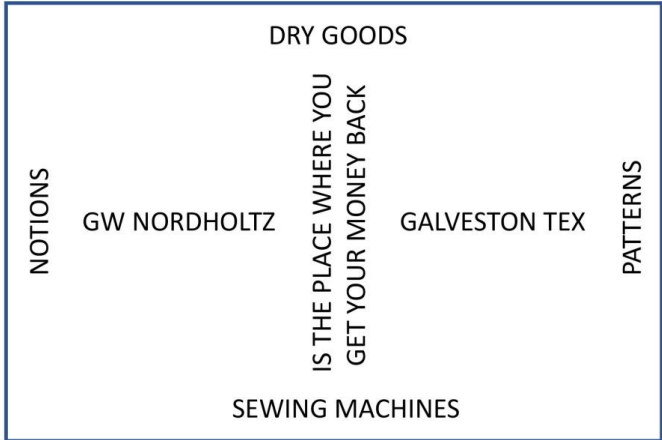 DRY GOODS
NOTIONS
GW NORDHOLTZ
IS THE PLACE WHERE YOU
GET YOUR MONEY BACK
GALVESTON TEX
PATTERNS
SEWING MACHINES